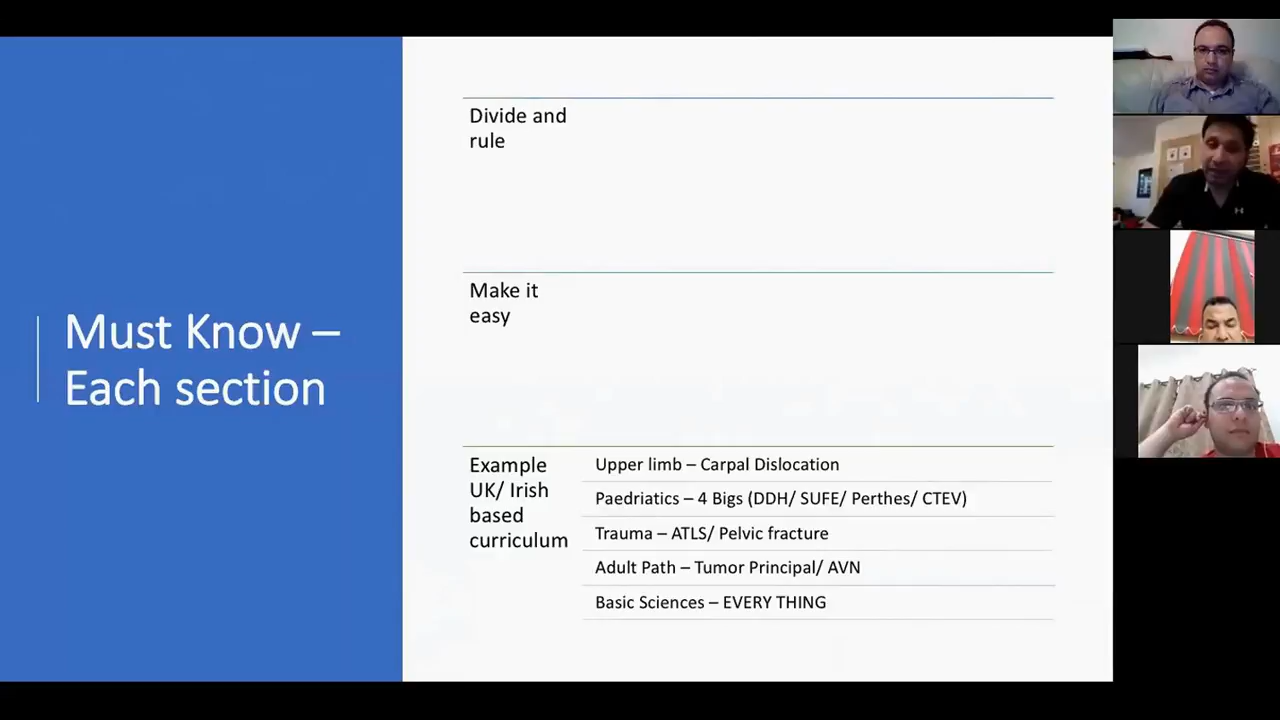 Must Know –
Each section
Divide and
rule
Make it
easy
Example
UK/ Irish
based
curriculum
Upper limb – Carpal Dislocation
Paedriatics – 4 Bigs (DDH/ SUFE/ Perthes/ CTEV)
Trauma – ATLS/ Pelvic fracture
Adult Path – Tumor Principal/ AVN
Basic Sciences – EVERY THING